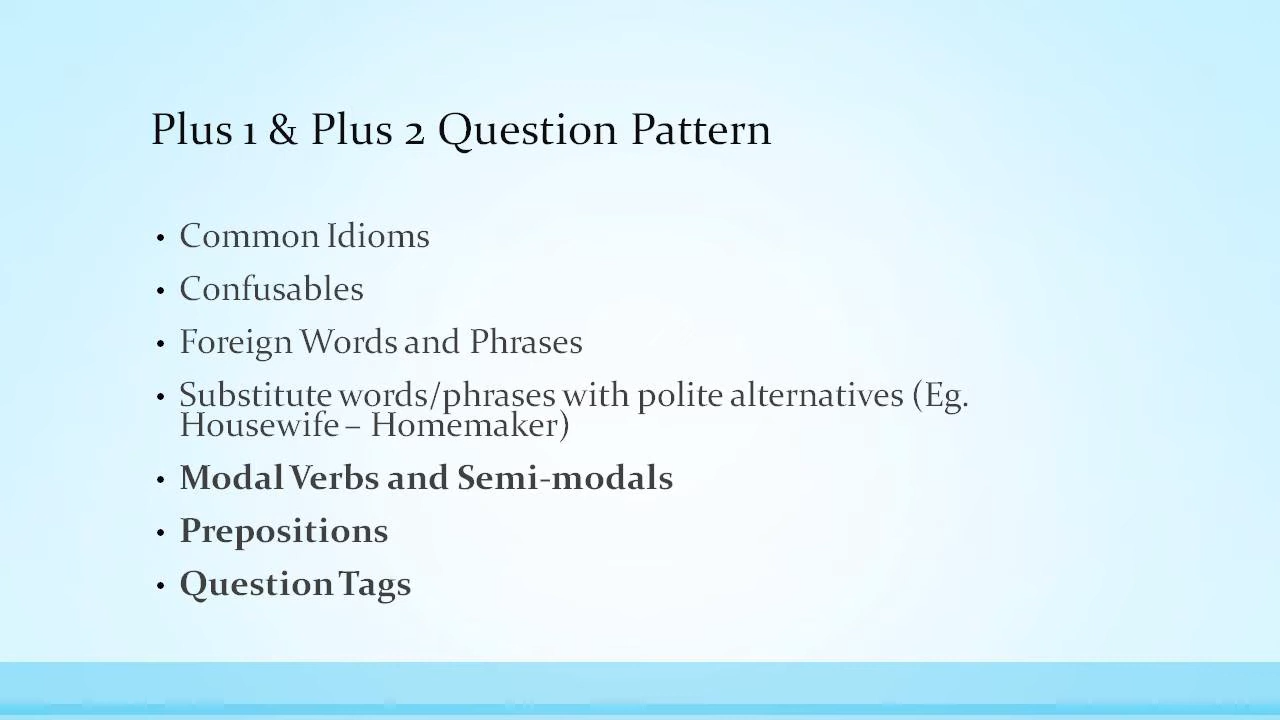 Plus 1 & Plus 2 Question Pattern
• Common Idioms
• Confusables
• Foreign Words and Phrases
• Substitute words/phrases with polite alternatives (Eg.
Housewife – Homemaker)
• Modal Verbs and Semi-modals
• Prepositions
• Question Tags